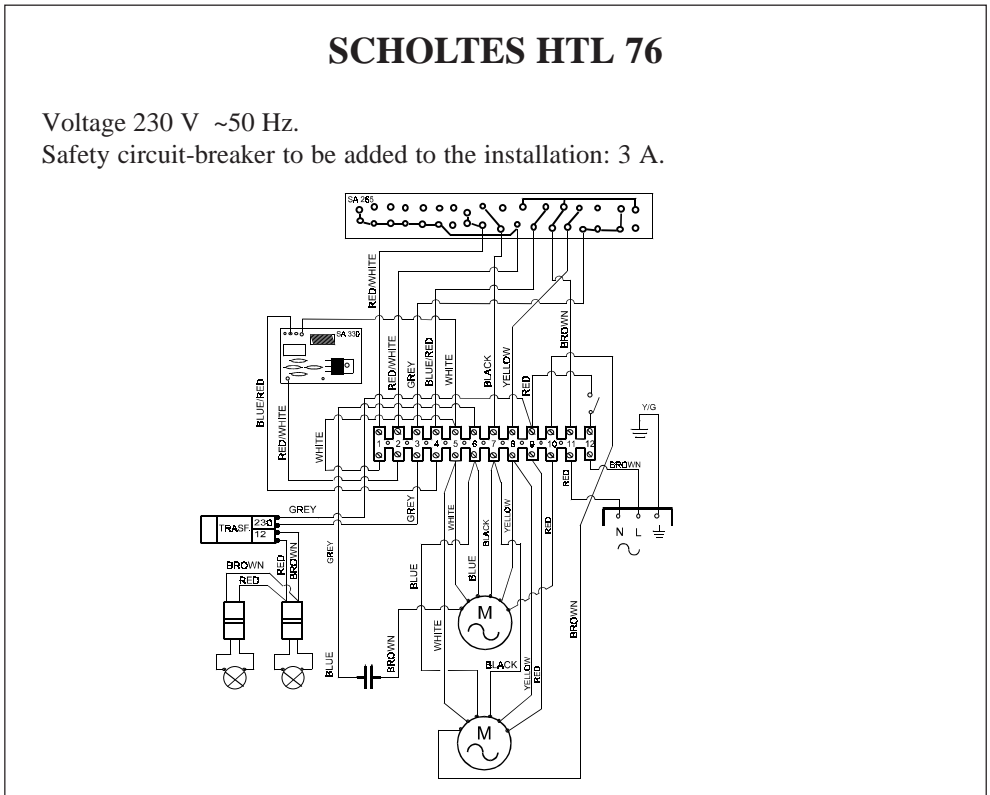 SCHOLTES HTL 76
Voltage 230 V ~50 Hz.
Safety circuit-breaker to be added to the installation: 3 A.
SA 265
RED/WHITE
SA 330
BLUE/RED
RED/WHITE
WHITE
RED/WHITE
GREY
BLUE/RED
WHITE
BLACK
YELLOW
RED
BROWN
Y/G
1 2 3 4 5 6 7 8 9 10 11 12
BROWN
RED
N L
GREY
TRASF. 230
12
GREY
GREY
WHITE
BLUE
BLUE
BLACK
YELLOW
RED
RED
BROWN
BROWN
RED
M
BLUE
BROWN
WHITE
BLACK
YELLOW
RED
BROWN
M